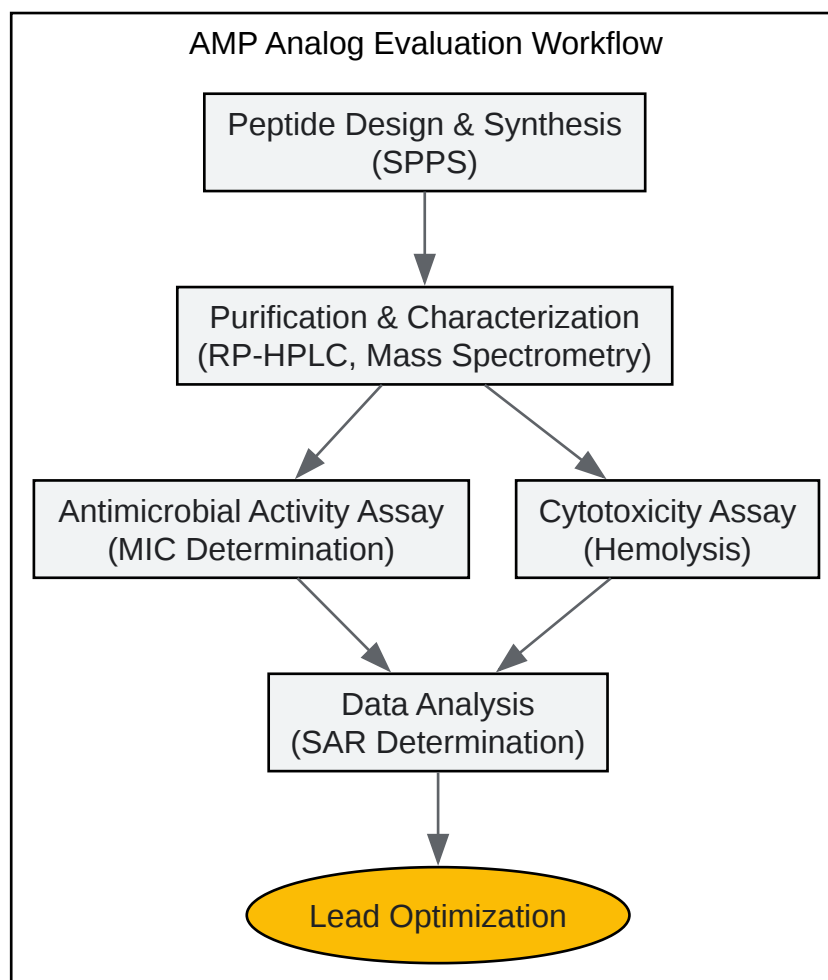 AMP Analog Evaluation Workflow
Peptide Design & Synthesis
(SPPS)
Purification & Characterization
(RP-HPLC, Mass Spectrometry)
Antimicrobial Activity Assay
(MIC Determination)
Cytotoxicity Assay
(Hemolysis)
Data Analysis
(SAR Determination)
Lead Optimization